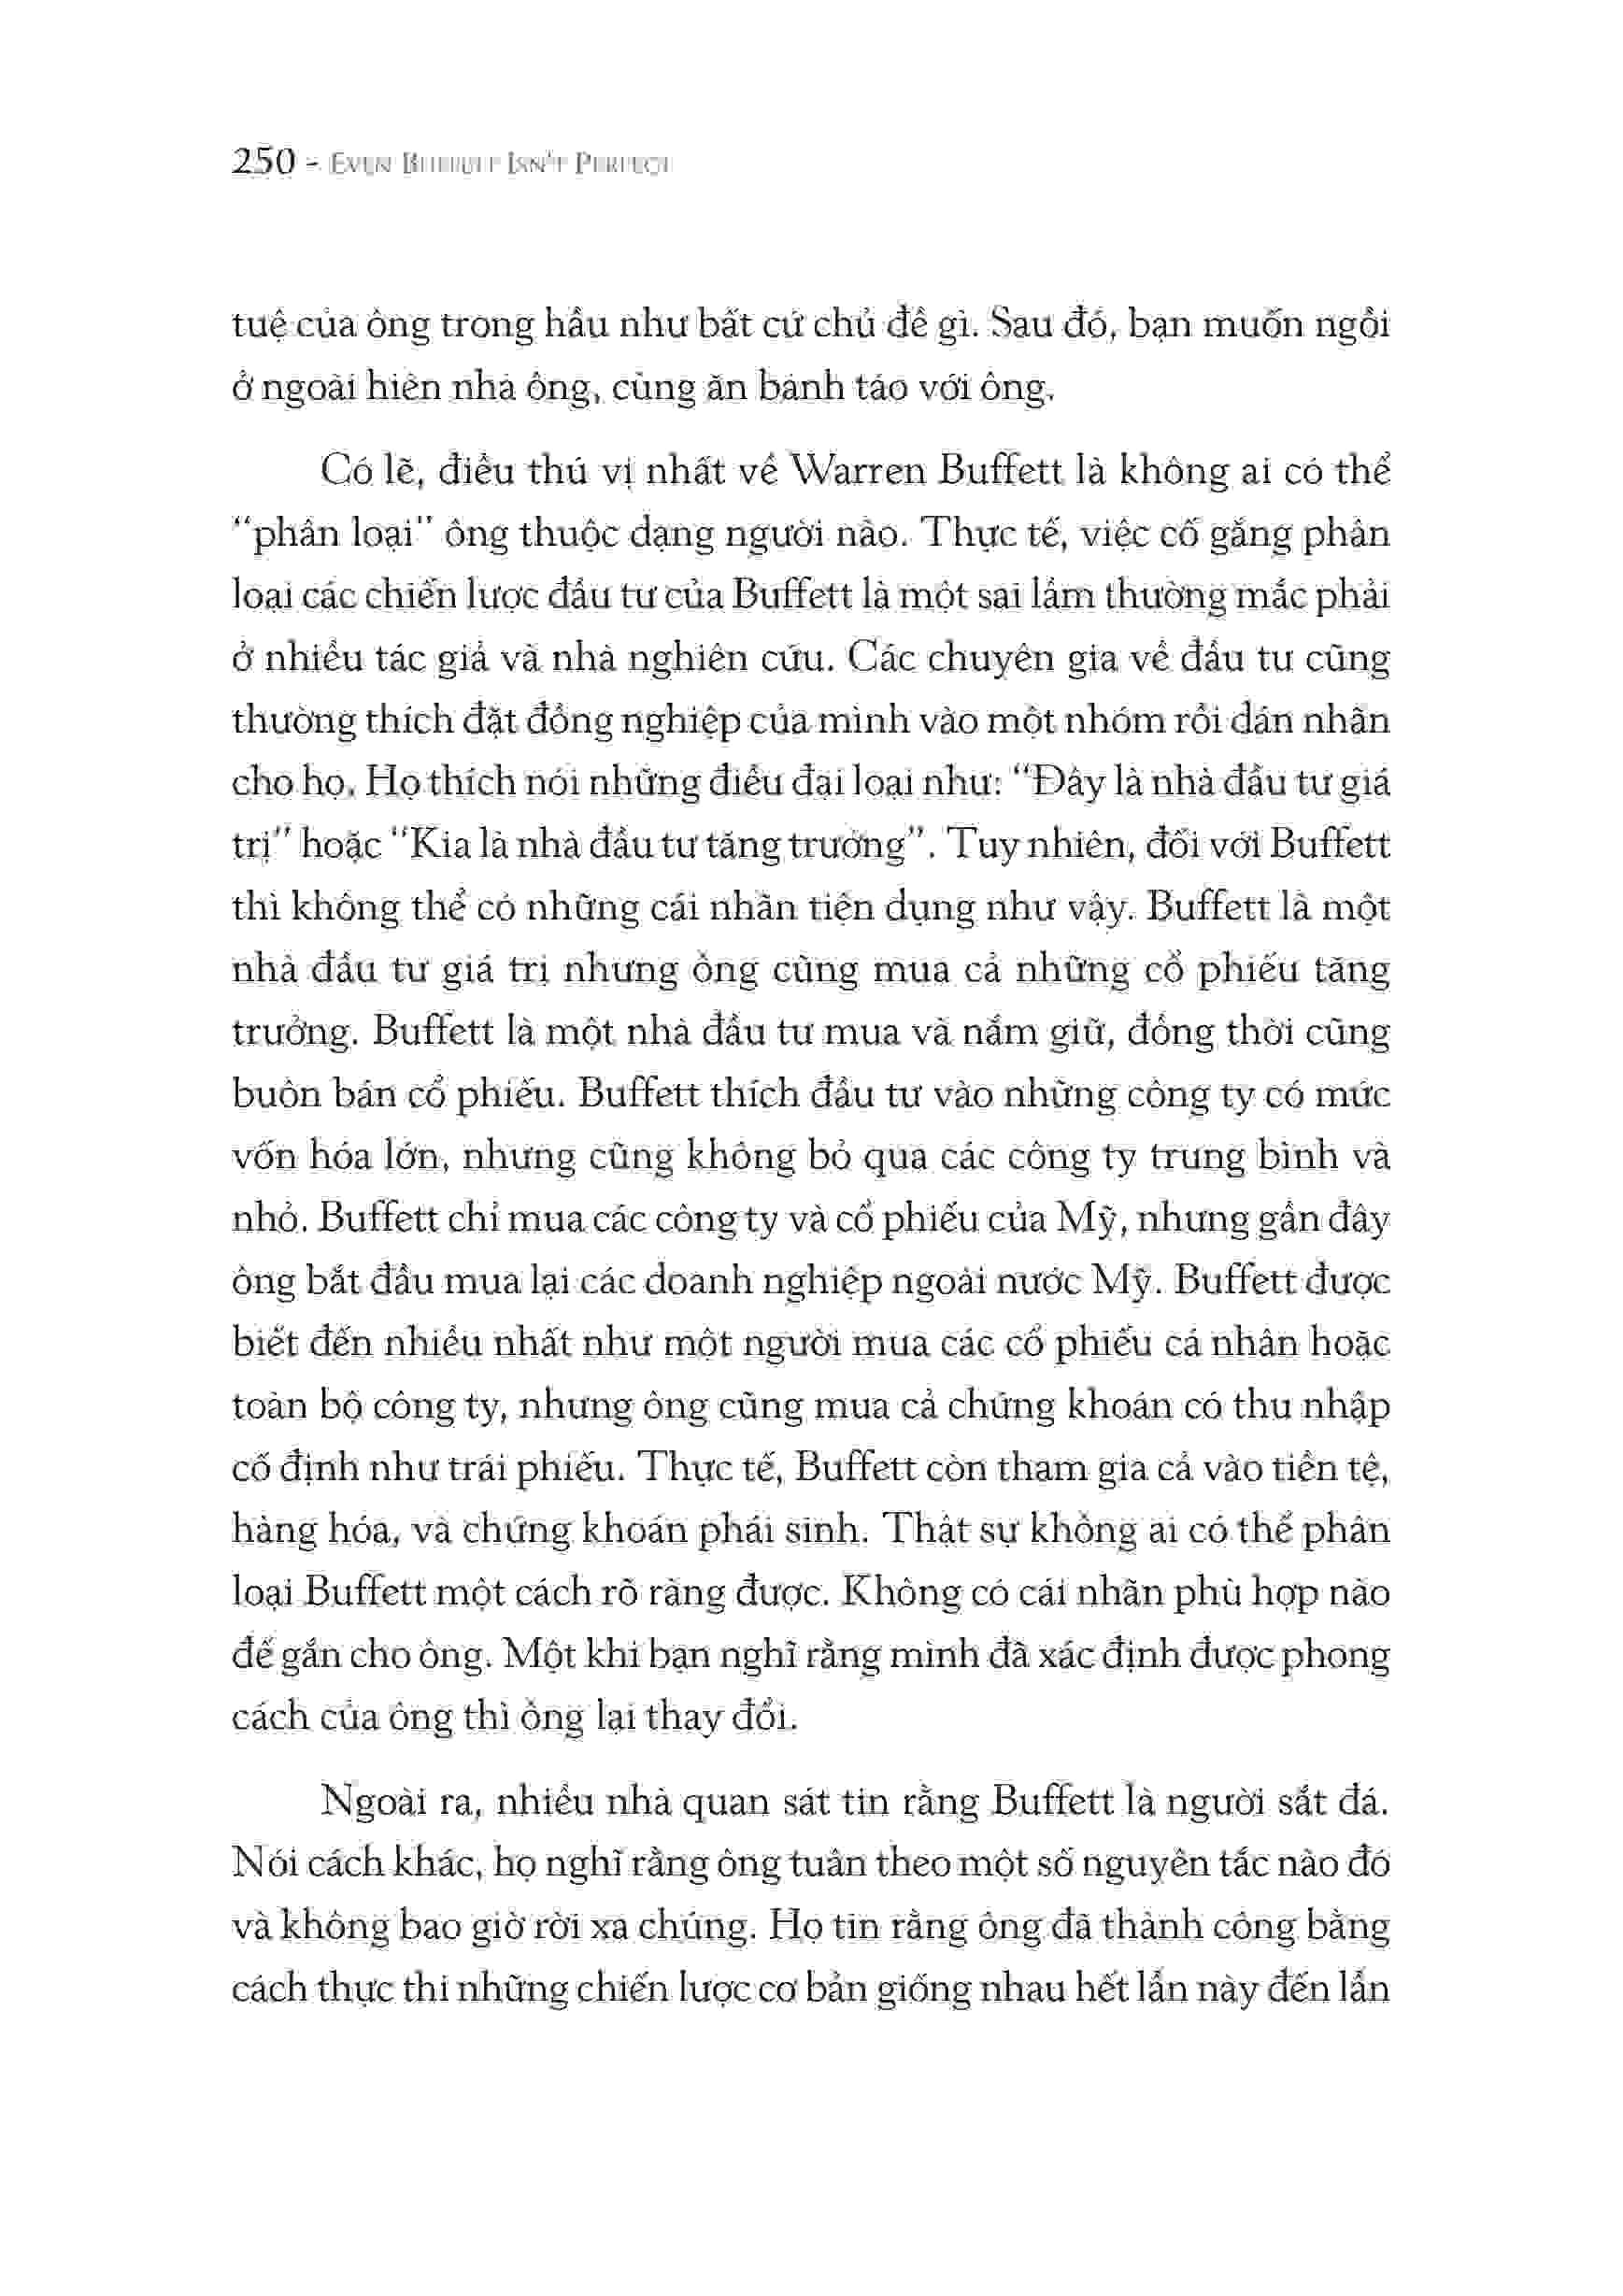 250 - Even Buffett Isn't Perfect
tuệ của ông trong hầu như bất cứ chủ đề gì. Sau đó, bạn muốn ngồi
ở ngoài hiên nhà ông, cùng ăn bánh táo với ông.
Có lẽ, điều thú vị nhất về Warren Buffett là không ai có thể
“phân loại” ông thuộc dạng người nào. Thực tế, việc cố gắng phân
loại các chiến lược đầu tư của Buffett là một sai lầm thường mắc phải
ở nhiều tác giả và nhà nghiên cứu. Các chuyên gia về đầu tư cũng
thường thích đặt đồng nghiệp của mình vào một nhóm rồi dán nhãn
cho họ. Họ thích nói những điều đại loại như: “Đây là nhà đầu tư giá
trị” hoặc “Kia là nhà đầu tư tăng trưởng”. Tuy nhiên, đối với Buffett
thì không thể có những cái nhãn tiện dụng như vậy. Buffett là một
nhà đầu tư giá trị nhưng ông cũng mua cả những cổ phiếu tăng
trưởng. Buffett là một nhà đầu tư mua và nắm giữ, đồng thời cũng
buôn bán cổ phiếu. Buffett thích đầu tư vào những công ty có mức
vốn hóa lớn, nhưng cũng không bỏ qua các công ty trung bình và
nhỏ. Buffett chỉ mua các công ty và cổ phiếu của Mỹ, nhưng gần đây
ông bắt đầu mua lại các doanh nghiệp ngoài nước Mỹ. Buffett được
biết đến nhiều nhất như một người mua các cổ phiếu cá nhân hoặc
toàn bộ công ty, nhưng ông cũng mua cả chứng khoán có thu nhập
cố định như trái phiếu. Thực tế, Buffett còn tham gia cả vào tiền tệ,
hàng hóa, và chứng khoán phái sinh. Thật sự không ai có thể phân
loại Buffett một cách rõ ràng được. Không có cái nhãn phù hợp nào
để gắn cho ông. Một khi bạn nghĩ rằng mình đã xác định được phong
cách của ông thì ông lại thay đổi.
Ngoài ra, nhiều nhà quan sát tin rằng Buffett là người sắt đá.
Nói cách khác, họ nghĩ rằng ông tuân theo một số nguyên tắc nào đó
và không bao giờ rời xa chúng. Họ tin rằng ông đã thành công bằng
cách thực thi những chiến lược cơ bản giống nhau hết lần này đến lần